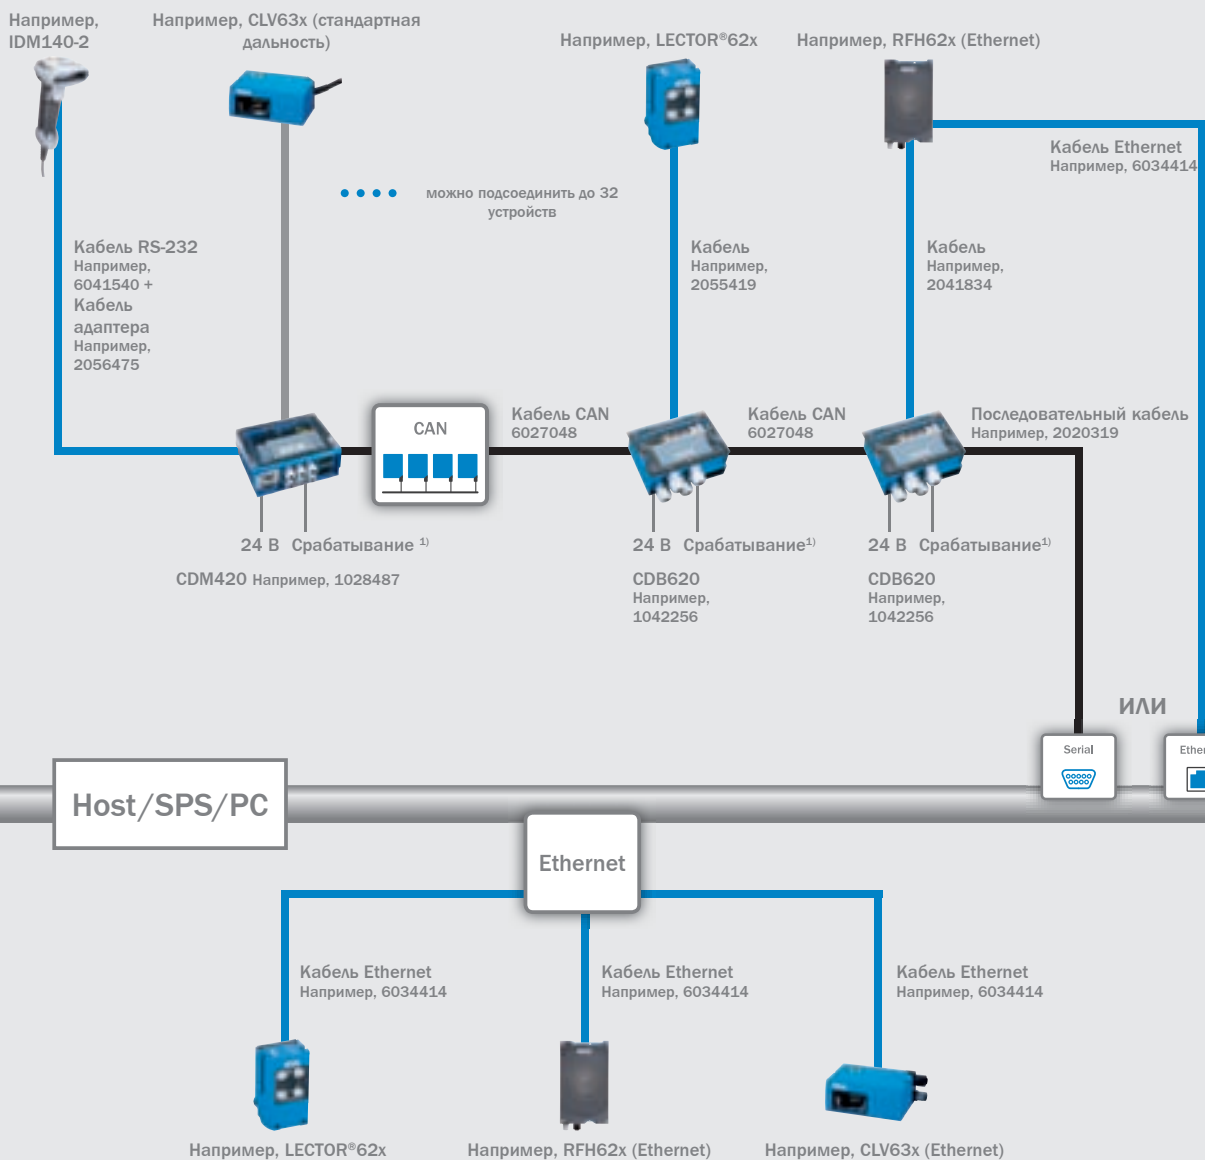 Например,
IDM140-2
Например, CLV63x (стандартная
дальность)
Например, LECTOR®62x
Например, RFH62x (Ethernet)
Кабель Ethernet
Например, 6034414
можно подсоединить до 32
устройств
Кабель RS-232
Например,
6041540 +
Кабель
адаптера
Например,
2056475
Кабель
Например,
2055419
Кабель
Например,
2041834
CAN
Кабель CAN
6027048
Кабель CAN
6027048
Последовательный кабель
Например, 2020319
24 В Срабатывание 1)
CDM420 Например, 1028487
24 В Срабатывание1)
CDB620
Например,
1042256
24 В Срабатывание1)
CDB620
Например,
1042256
ИЛИ
Serial
Ether
Host/SPS/PC
Ethernet
Кабель Ethernet
Например, 6034414
Кабель Ethernet
Например, 6034414
Кабель Ethernet
Например, 6034414
Например, LECTOR®62x
Например, RFH62x (Ethernet)
Например, CLV63x (Ethernet)